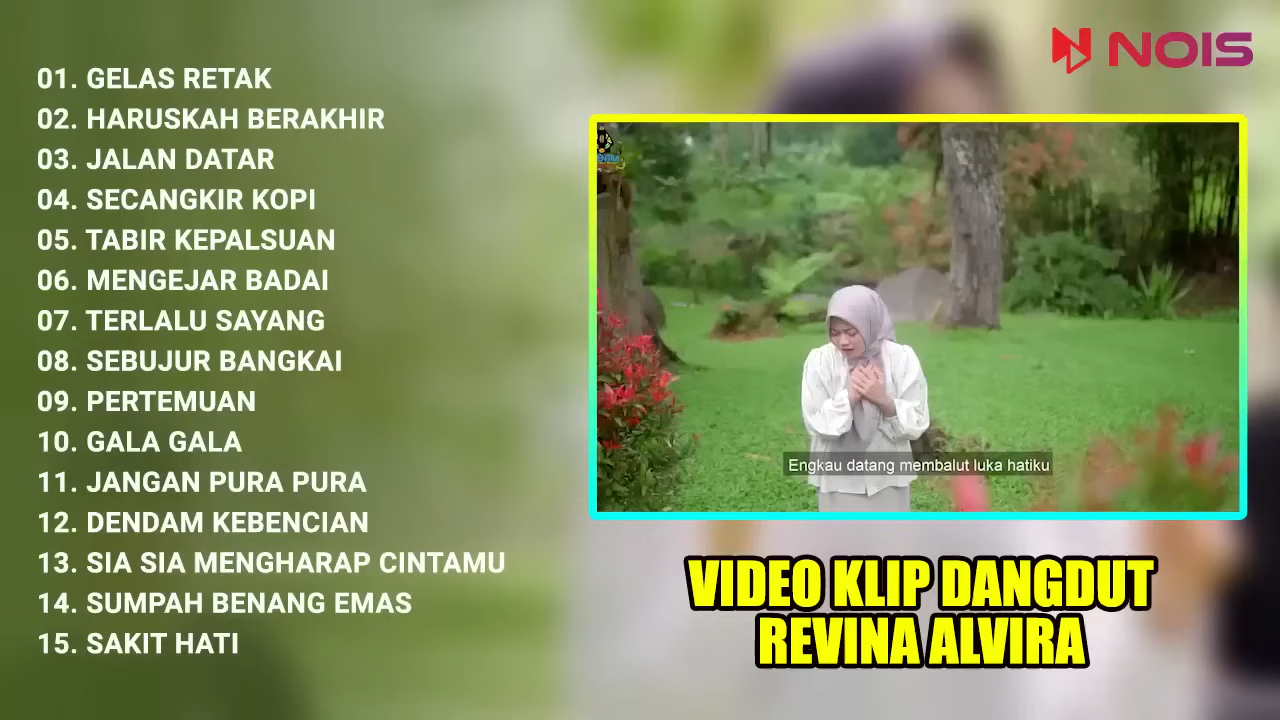 01. GELAS RETAK
02. HARUSKAH BERAKHIR
03. JALAN DATAR
04. SECANGKIR KOPI
05. TABIR KEPALSUAN
06. MENGEJAR BADAI
07. TERLALU SAYANG
08. SEBUJUR BANGKAI
09. PERTEMUAN
10. GALA GALA
11. JANGAN PURA PURA
12. DENDAM KEBENCIAN
13. SIA SIA MENGHARAP CINTAMU
14. SUMPAH BENANG EMAS
15. SAKIT HATI
NOIS
Engkau datang membalut luka hatiku
VIDEO KLIP DANGDUT
REVINA ALVIRA